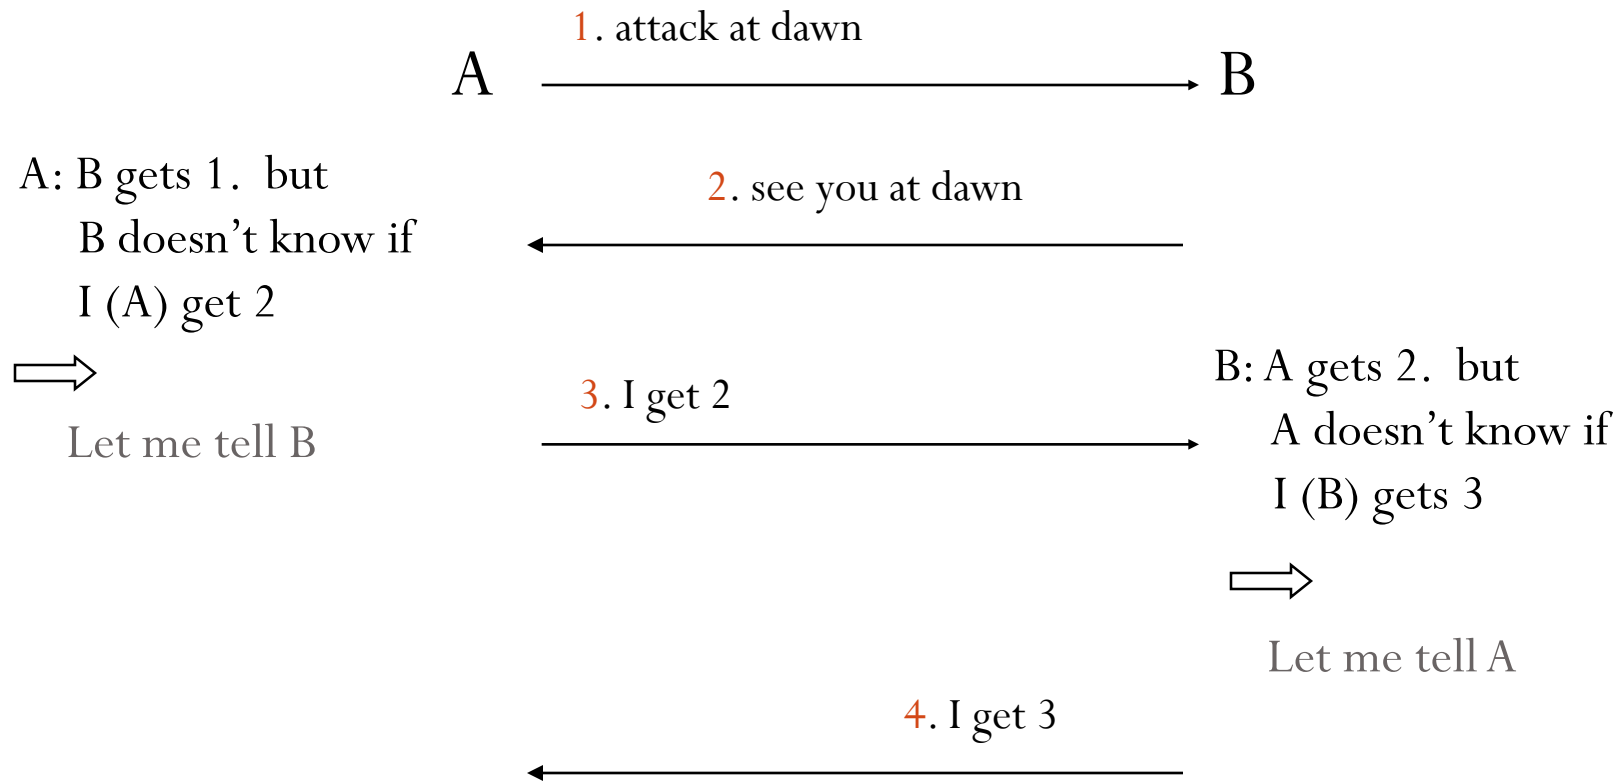 1. attack at dawn
A
B
A: B gets 1. but
B doesn't know if
I (A) get 2
2. see you at dawn
Let me tell B
3. I get 2
B: A gets 2. but
A doesn't know if
I (B) gets 3
Let me tell A
4. I get 3